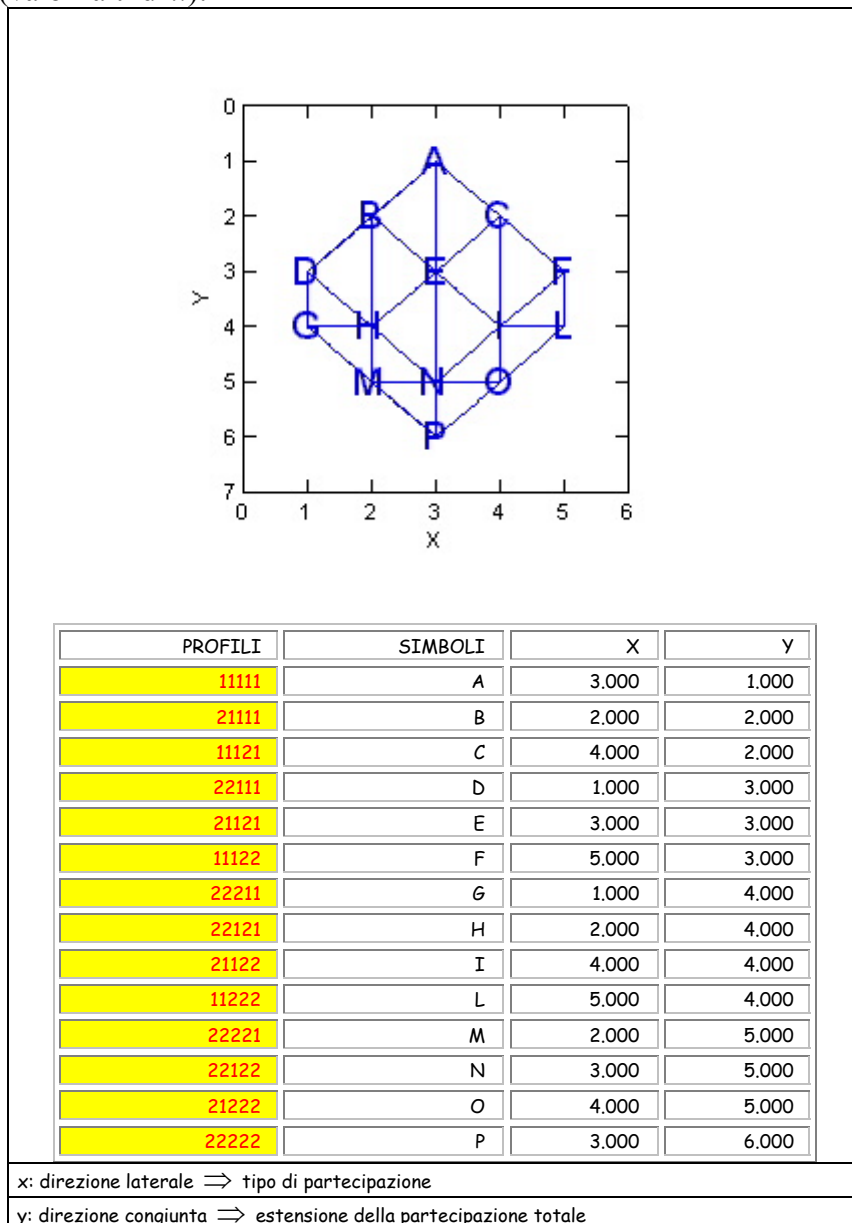 0
1 A
2 B C
3 D E F
Y
4 G H I L
5 M N O
6 P
7
0 1 2 3 4 5 6
X
PROFILI SIMBOLI X Y
11111 A 3.000 1.000
21111 B 2.000 2.000
11121 C 4.000 2.000
22111 D 1.000 3.000
21121 E 3.000 3.000
11122 F 5.000 3.000
22211 G 1.000 4.000
22121 H 2.000 4.000
21122 I 4.000 4.000
11222 L 5.000 4.000
22221 M 2.000 5.000
22122 N 3.000 5.000
21222 O 4.000 5.000
22222 P 3.000 6.000
x: direzione laterale ⇒ tipo di partecipazione
y: direzione congiunta ⇒ estensione della partecipazione totale